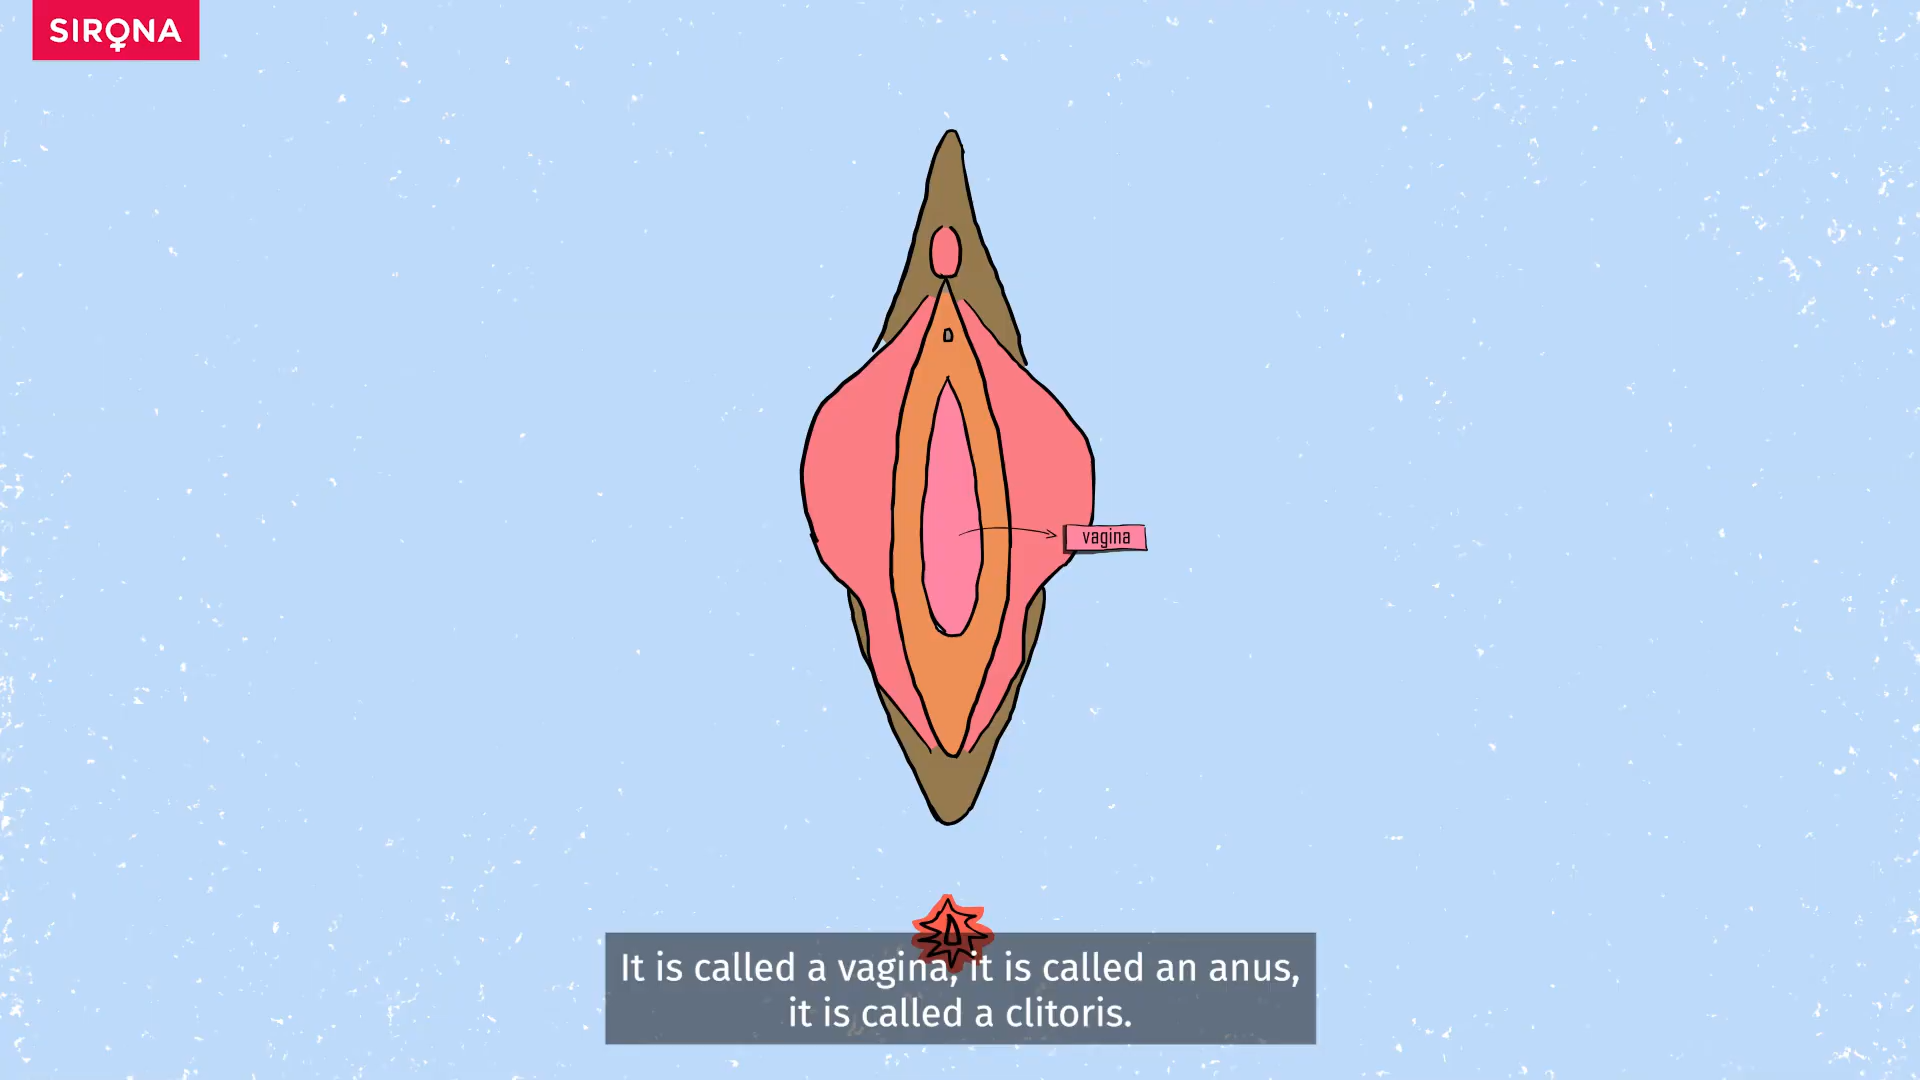 SIRONA
vagina
It is called a vagina, it is called an anus,
it is called a clitoris.